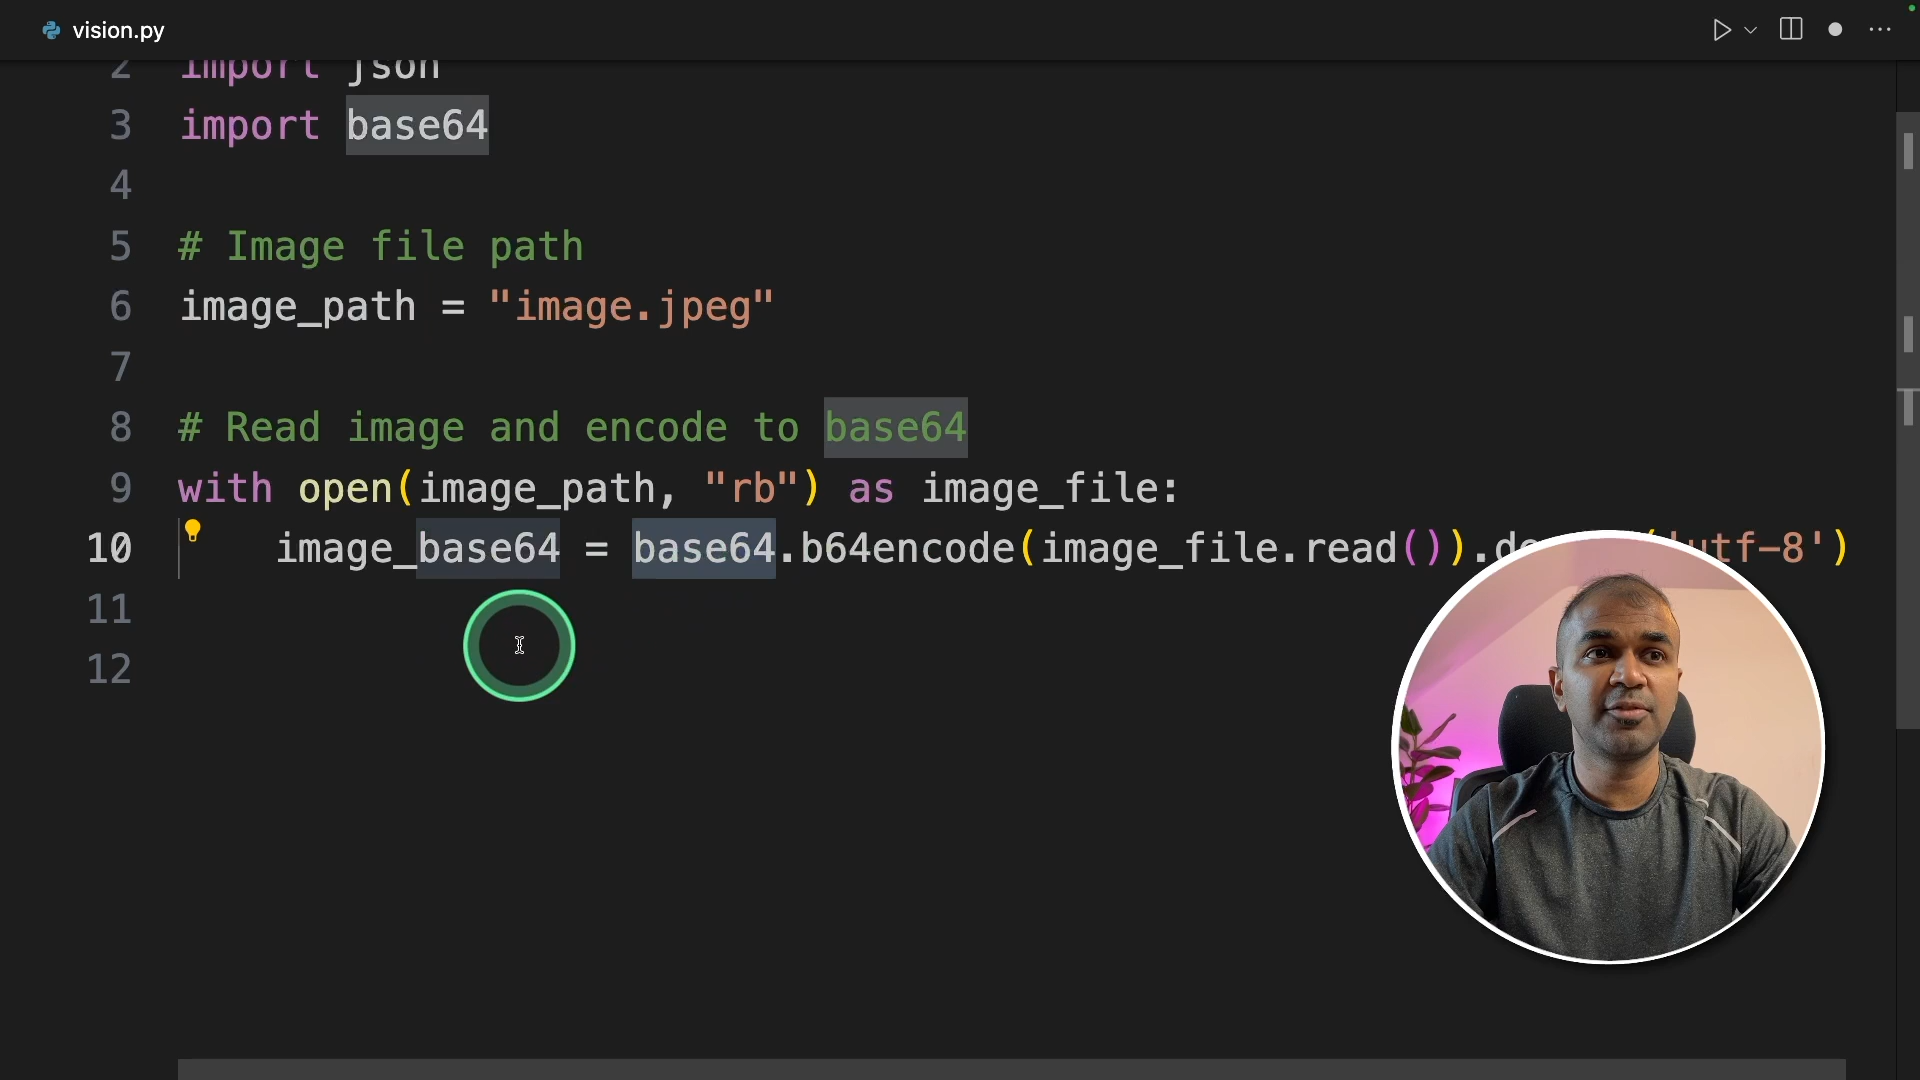 vision.py
2 import json
3 import base64
4
5 # Image file path
6 image_path = "image.jpeg"
7
8 # Read image and encode to base64
9 with open(image_path, "rb") as image_file:
10 image_base64 = base64.b64encode(image_file.read()).de ('utf-8')
11
12